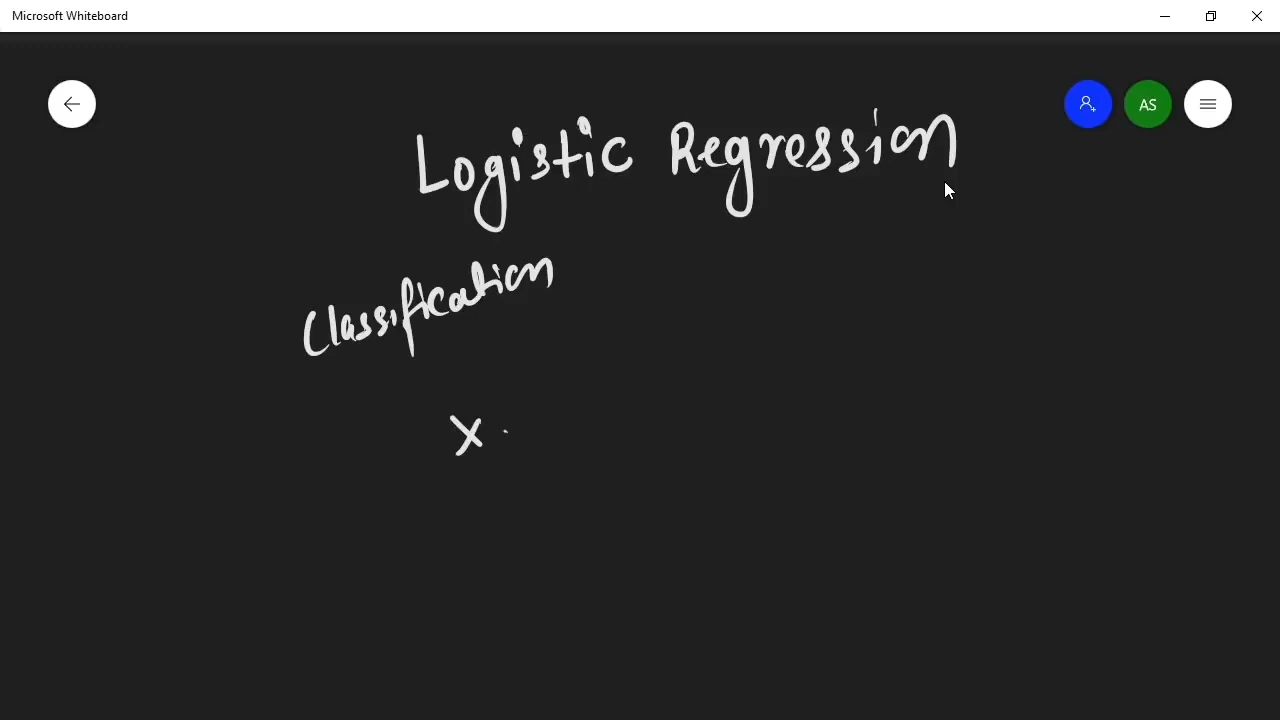 Microsoft Whiteboard
AS
Logistic Regression
Classification
X .